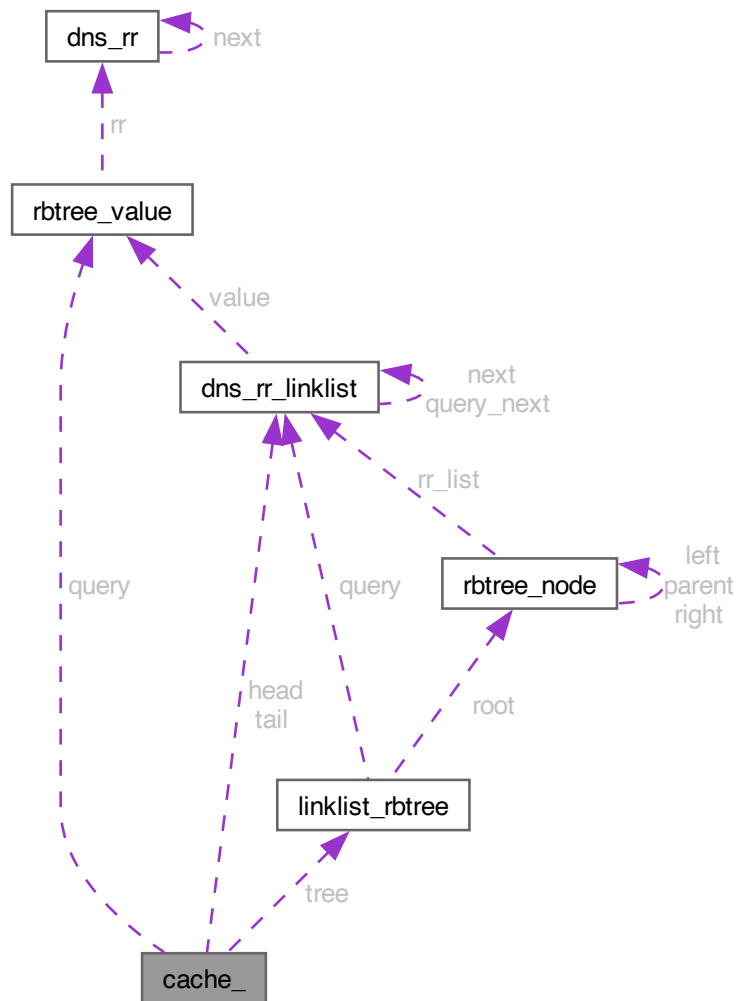 dns_rr
next
rr
rbtree_value
value
dns_rr_linklist
next
query_next
rr_list
query
query
rbtree_node
left
parent
right
head
tail
root
linklist_rbtree
tree
cache_